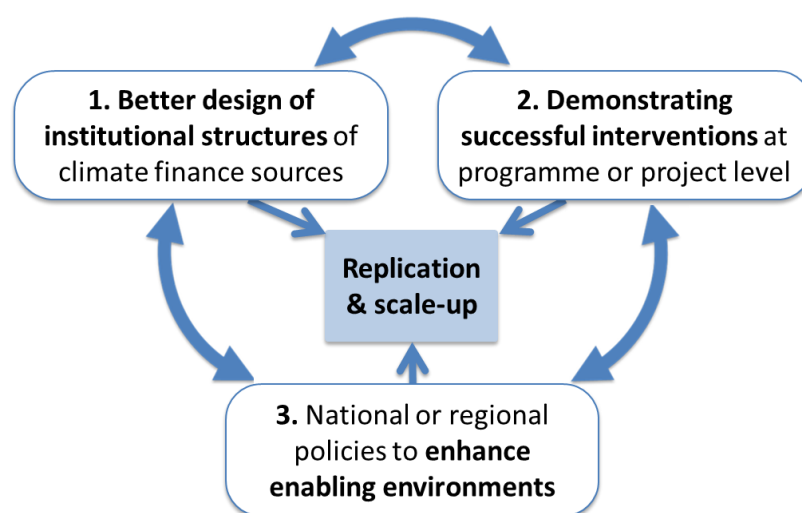 1. Better design of
institutional structures of
climate finance sources
2. Demonstrating
successful interventions at
programme or project level
Replication
& scale-up
3. National or regional
policies to enhance
enabling environments